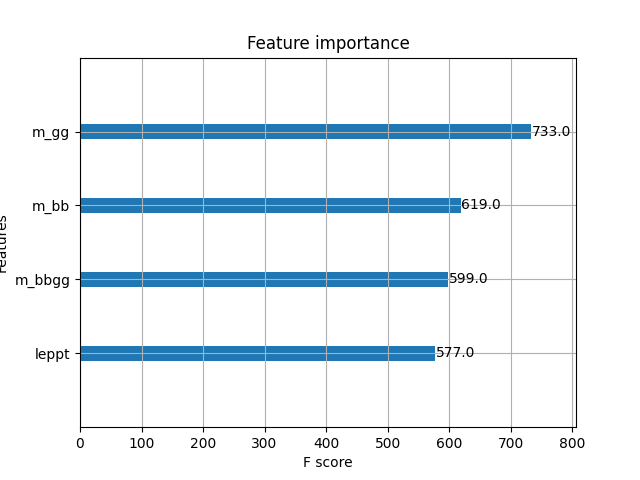 Feature importance
Features
m_gg
733.0
m_bb
619.0
m_bbgg
599.0
leppt
577.0
0 100 200 300 400 500 600 700 800
F score